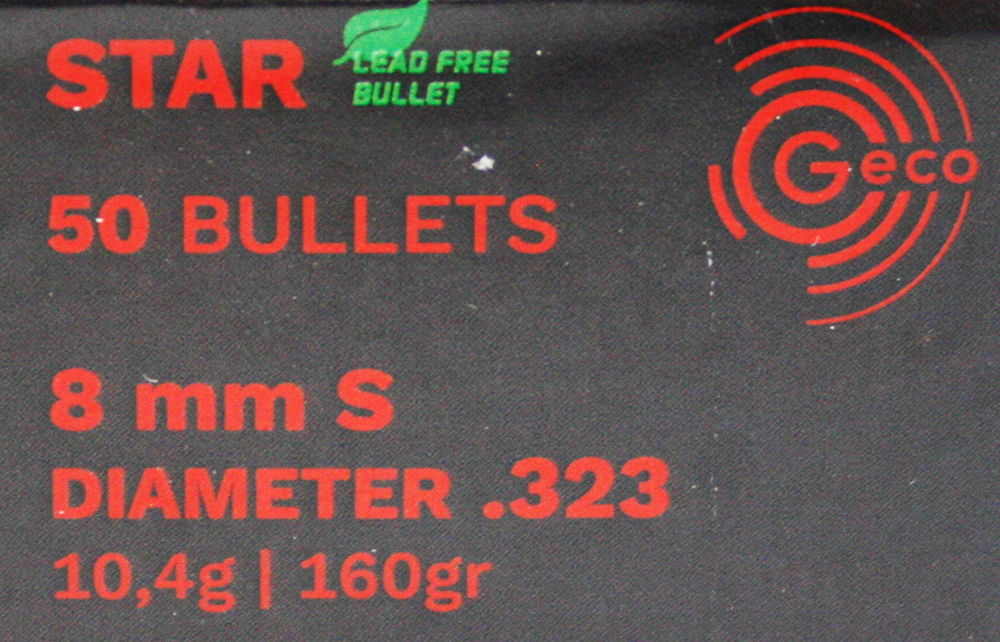 STAR
LEAD FREE
BULLET
Geco
50 BULLETS
8 mm S
DIAMETER .323
10,4g | 160gr